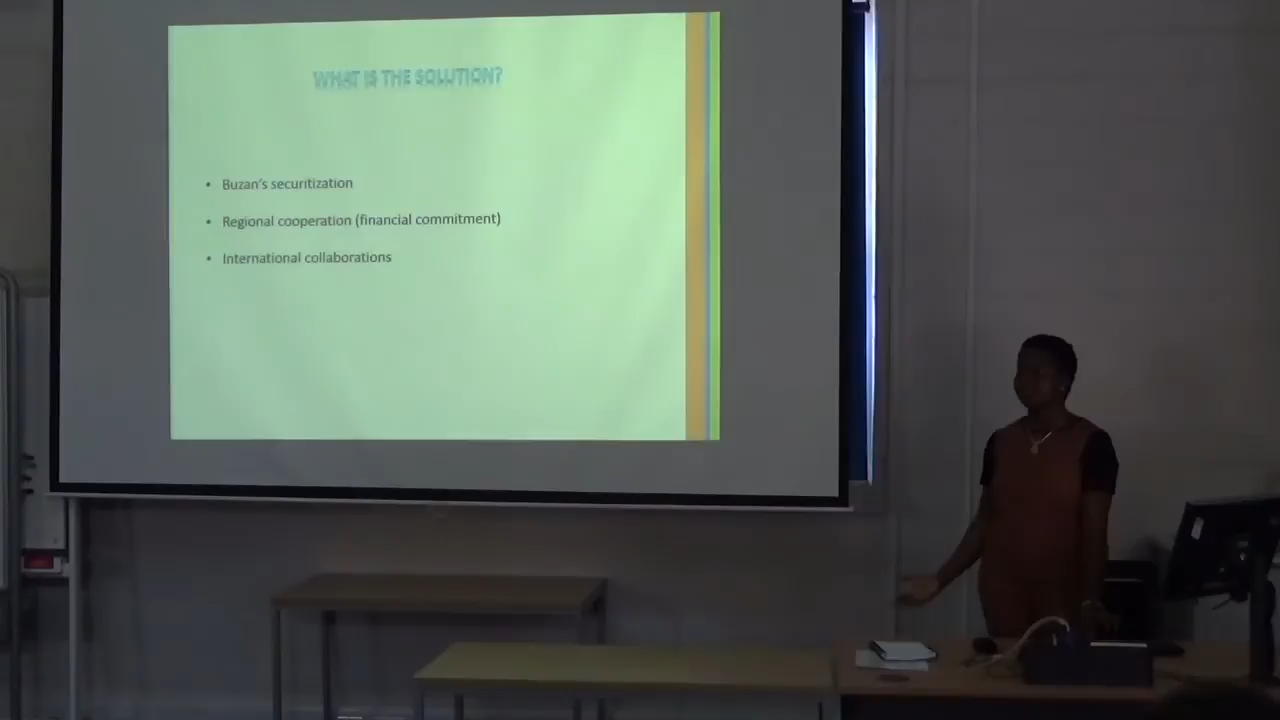 WHAT IS THE SOLUTION?
• Buzan's securitization
• Regional cooperation (financial commitment)
• International collaborations